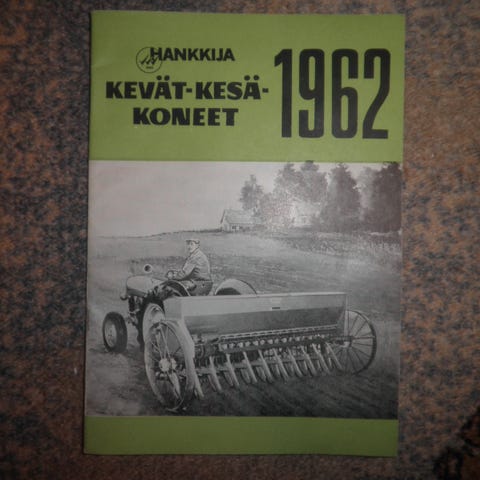 HANKKIJA
KEVÄT-KESÄ-
KONEET
1962